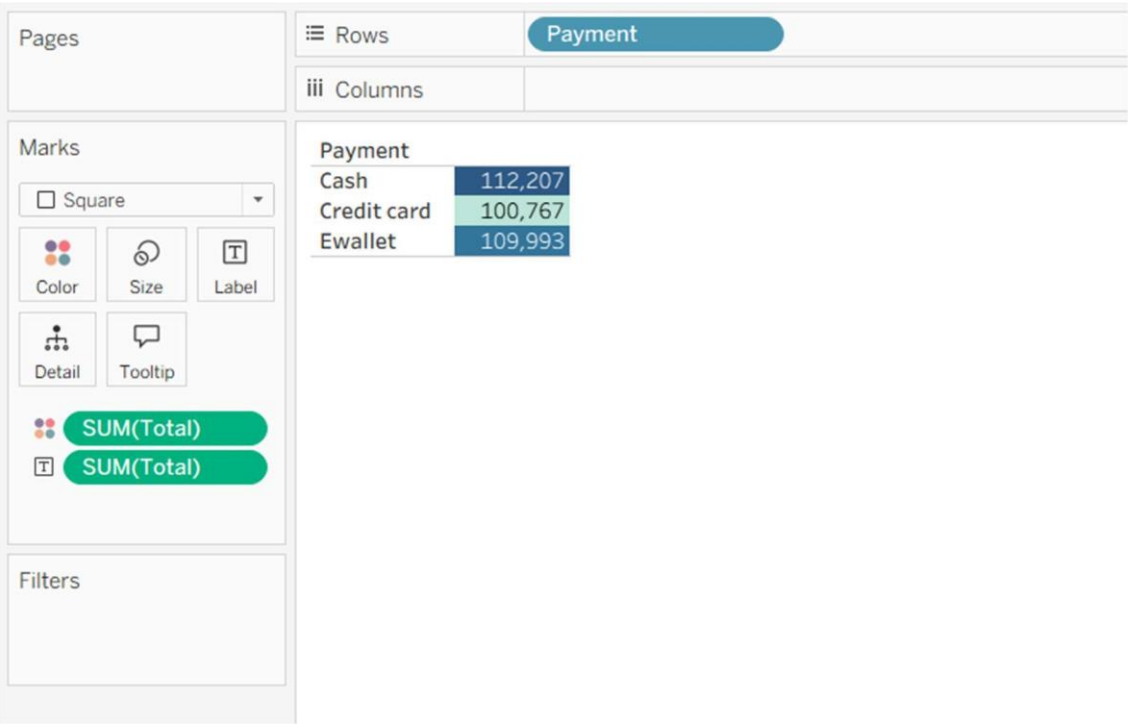 Pages
Rows
Payment
Columns
Marks
Square
Color
Size
T
Label
Detail
Tooltip
SUM(Total)
T
SUM(Total)
Filters
Payment
Cash 112,207
Credit card 100,767
Ewallet 109,993